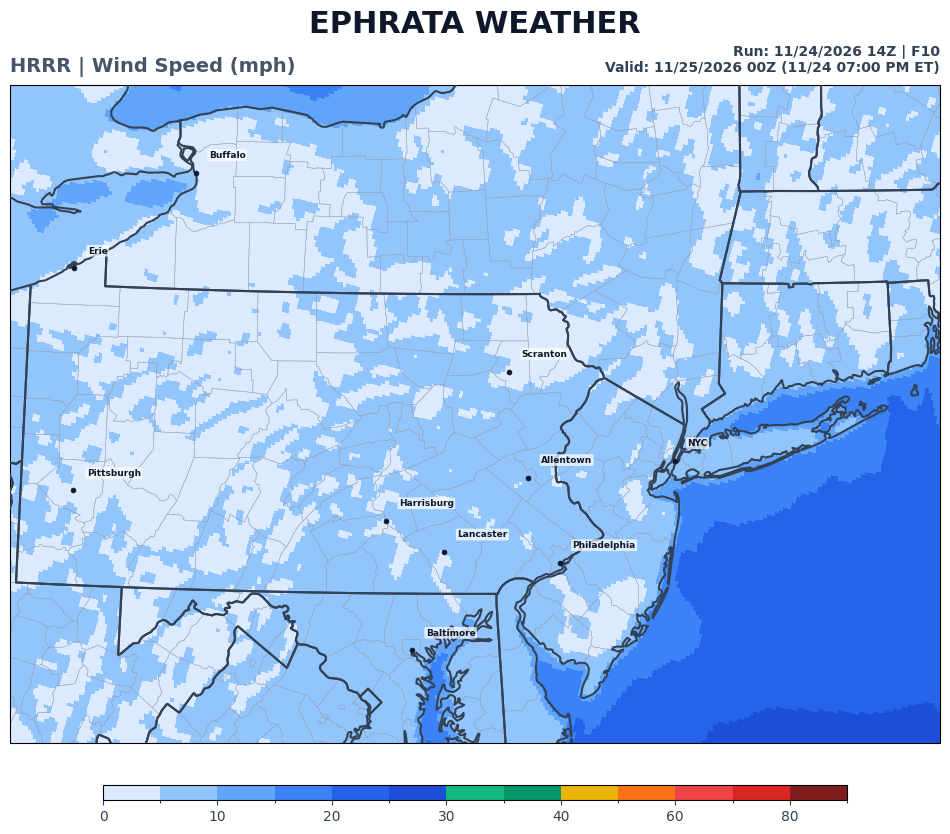 EPHRATA WEATHER
HRRR | Wind Speed (mph)
Run: 11/24/2026 14Z | F10
Valid: 11/25/2026 00Z (11/24 07:00 PM ET)
Buffalo
Erie
Scranton
NYC
Allentown
Pittsburgh
Harrisburg
Lancaster
Philadelphia
Baltimore
0 10 20 30 40 50 60 70 80